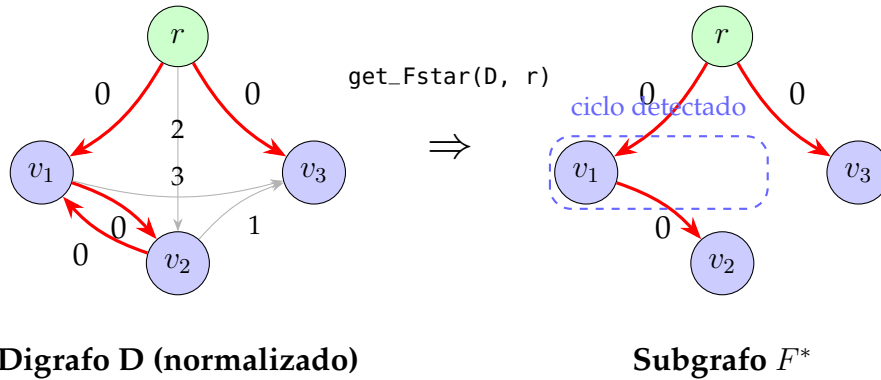 r
0
0
2
3
v1
v3
0
0
1
v2
Digrafo D (normalizado)
get_Fstar(D, r)
⇒
r
0
0
ciclo detectado
v1
v3
0
v2
Subgrafo F*